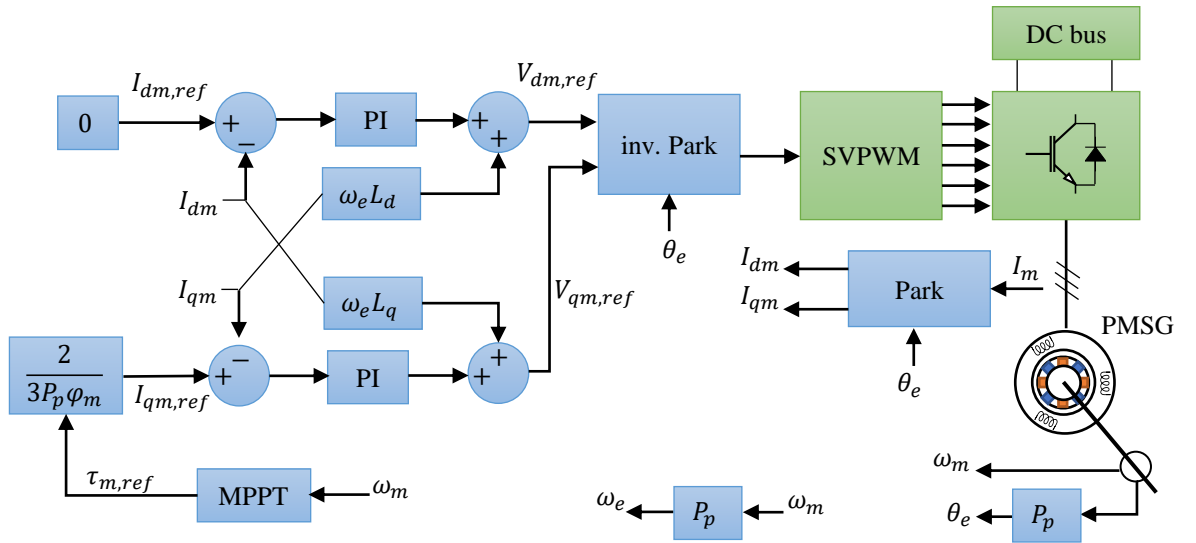 DC bus
I_{dm,ref}
V_{dm,ref}
0
+
−
PI
+
+
inv. Park
SVPWM
I_{dm}
ω_e L_d
θ_e
I_{qm}
ω_e L_q
V_{qm,ref}
I_{dm}
I_{qm}
Park
I_m
θ_e
PMSG
2
3P_p φ_m
I_{qm,ref}
+
−
PI
+
+
τ_{m,ref}
MPPT
ω_m
ω_e
P_p
ω_m
ω_m
θ_e
P_p